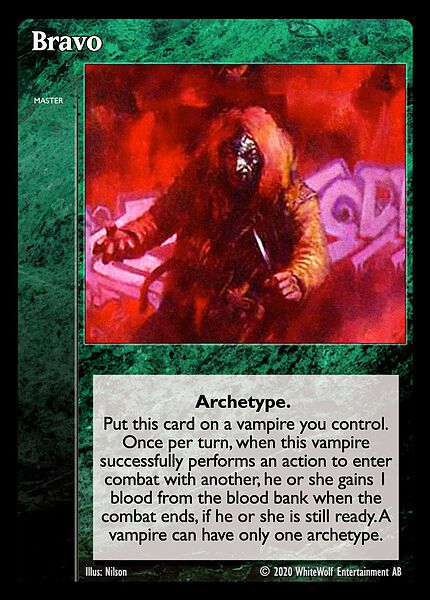 Bravo
MASTER
Archetype.
Put this card on a vampire you control.
Once per turn, when this vampire
successfully performs an action to enter
combat with another, he or she gains 1
blood from the blood bank when the
combat ends, if he or she is still ready. A
vampire can have only one archetype.
Illus: Nilson
© 2020 WhiteWolf Entertainment AB